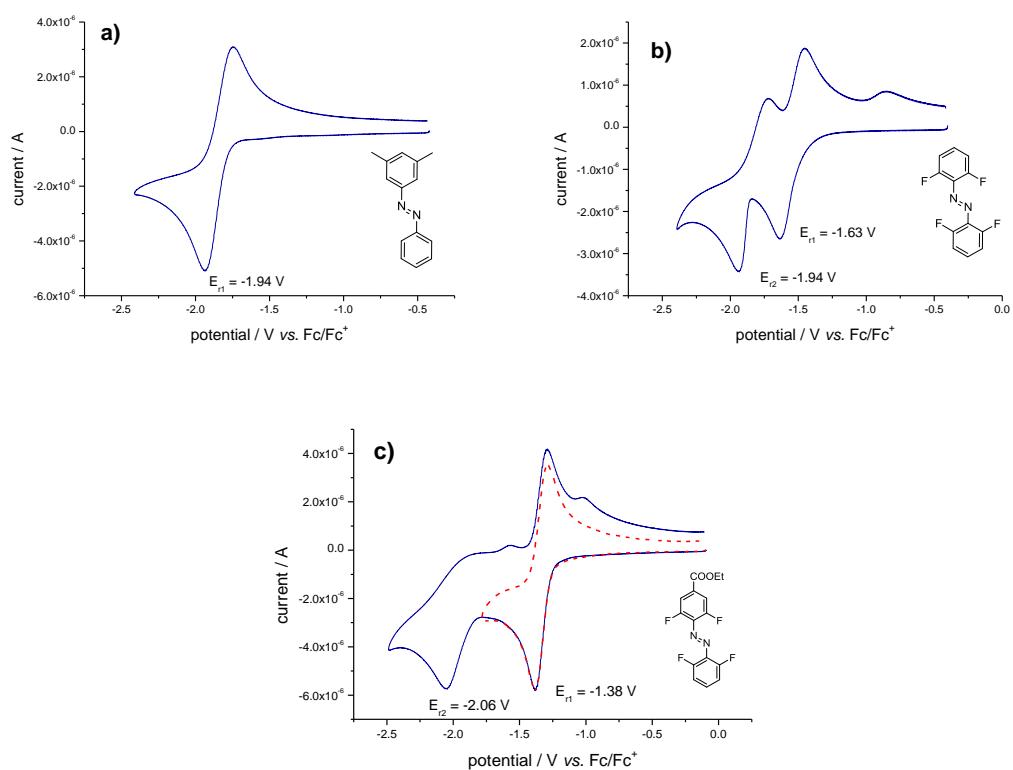 a)
4.0x10⁻⁶
2.0x10⁻⁶
0.0
-2.0x10⁻⁶
-4.0x10⁻⁶
-6.0x10⁻⁶
current / A
N
N
E_r1 = -1.94 V
-2.5
-2.0
-1.5
-1.0
-0.5
potential / V vs. Fc/Fc⁺
b)
2.0x10⁻⁶
1.0x10⁻⁶
0.0
-1.0x10⁻⁶
-2.0x10⁻⁶
-3.0x10⁻⁶
-4.0x10⁻⁶
current / A
F
F
N
N
F
F
E_r1 = -1.63 V
E_r2 = -1.94 V
-2.5
-2.0
-1.5
-1.0
-0.5
0.0
potential / V vs. Fc/Fc⁺
c)
4.0x10⁻⁶
2.0x10⁻⁶
0.0
-2.0x10⁻⁶
-4.0x10⁻⁶
-6.0x10⁻⁶
current / A
COOEt
F
F
N
N
F
F
E_r1 = -1.38 V
E_r2 = -2.06 V
-2.5
-2.0
-1.5
-1.0
-0.5
0.0
potential / V vs. Fc/Fc⁺